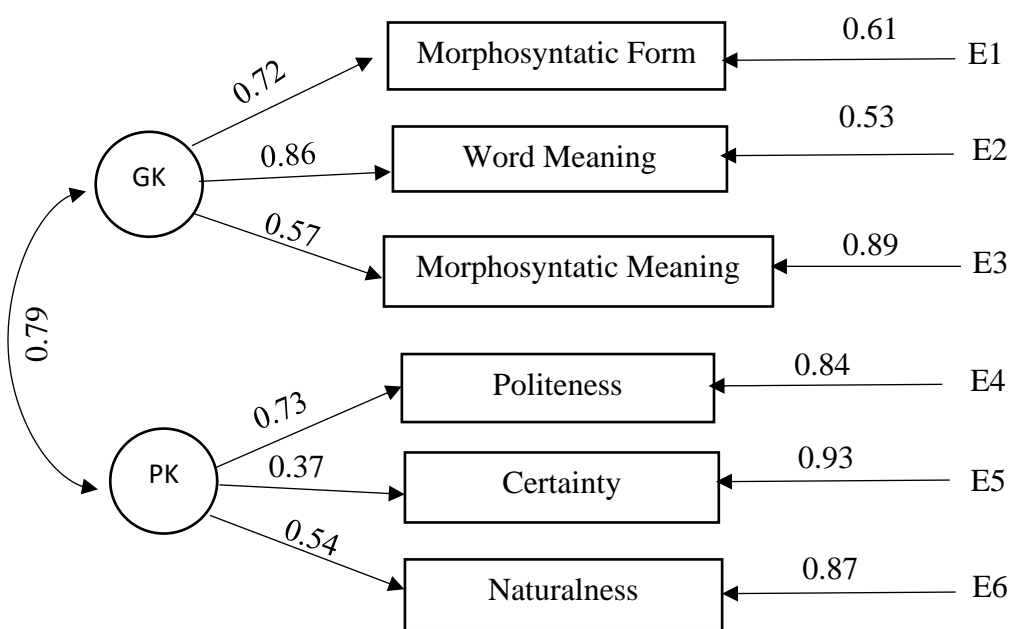 0.61
0.72
Morphosyntatic Form
E1
0.86
0.53
GK
Word Meaning
E2
0.57
0.89
Morphosyntatic Meaning
E3
0.79
0.84
0.73
Politeness
E4
0.37
0.93
PK
Certainty
E5
0.54
0.87
Naturalness
E6